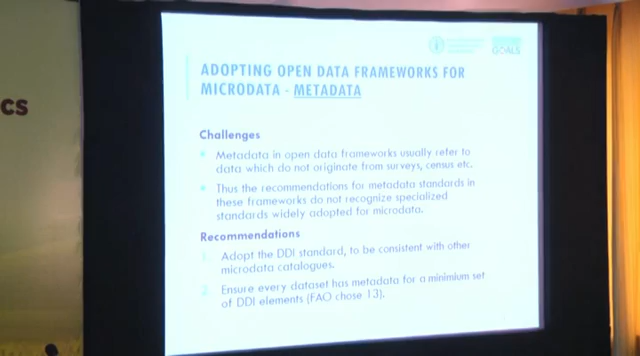 CS
GOALS
ADOPTING OPEN DATA FRAMEWORKS FOR
MICRODATA - METADATA
Challenges
Metadata in open data frameworks usually refer to
data which do not originate from surveys, census etc.
Thus the recommendations for metadata standards in
these frameworks do not recognize specialized
standards widely adopted for microdata.
Recommendations
1. Adopt the DDI standard, to be consistent with other
microdata catalogues.
2. Ensure every dataset has metadata for a minimium set
of DDI elements (FAO chose 13).